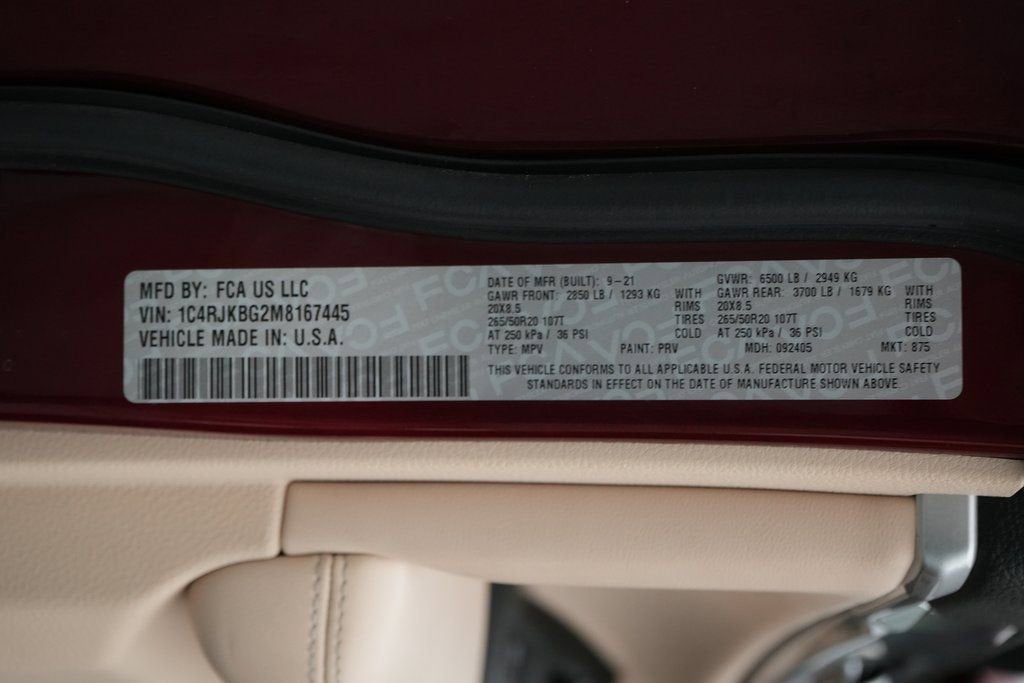 MFD BY: FCA US LLC
VIN: 1C4RJKBG2M8167445
VEHICLE MADE IN: U.S.A.
DATE OF MFR (BUILT): 9-21 GVWR: 6500 LB / 2949 KG
GAWR FRONT: 2850 LB / 1293 KG WITH GAWR REAR: 3700 LB / 1679 KG WITH
20X8.5 RIMS 20X8.5 RIMS
265/50R20 107T TIRES 265/50R20 107T TIRES
AT 250 kPa / 36 PSI COLD AT 250 kPa / 36 PSI COLD
TYPE: MPV PAINT: PRV MDH: 092405 MKT: 875
THIS VEHICLE CONFORMS TO ALL APPLICABLE U.S.A. FEDERAL MOTOR VEHICLE SAFETY
STANDARDS IN EFFECT ON THE DATE OF MANUFACTURE SHOWN ABOVE.